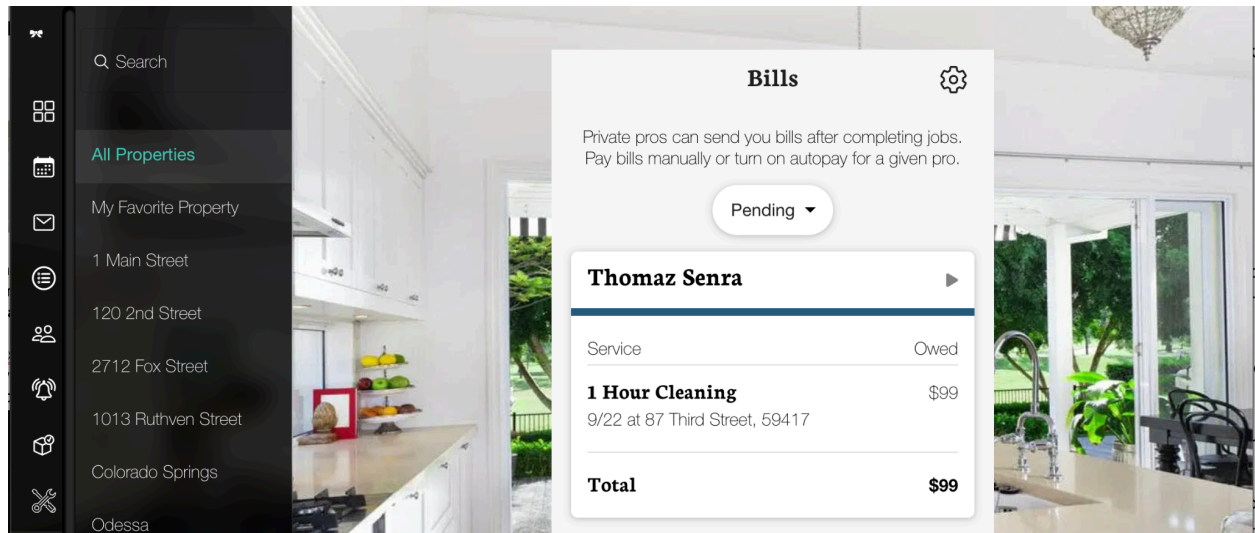 Search
All Properties
My Favorite Property
1 Main Street
120 2nd Street
2712 Fox Street
1013 Ruthven Street
Colorado Springs
Odessa
Bills
Private pros can send you bills after completing jobs.
Pay bills manually or turn on autopay for a given pro.
Pending
Thomaz Senra
Service Owed
1 Hour Cleaning $99
9/22 at 87 Third Street, 59417
Total $99